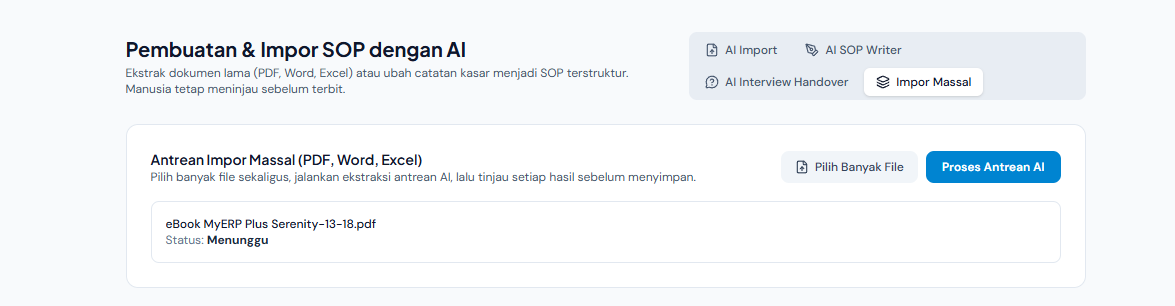 Pembuatan & Impor SOP dengan AI
Ekstrak dokumen lama (PDF, Word, Excel) atau ubah catatan kasar menjadi SOP terstruktur.
Manusia tetap meninjau sebelum terbit.
AI Import
AI SOP Writer
AI Interview Handover
Impor Massal
Antrean Impor Massal (PDF, Word, Excel)
Pilih banyak file sekaligus, jalankan ekstraksi antrean AI, lalu tinjau setiap hasil sebelum menyimpan.
Pilih Banyak File
Proses Antrean AI
eBook MyERP Plus Serenity-13-18.pdf
Status: Menunggu